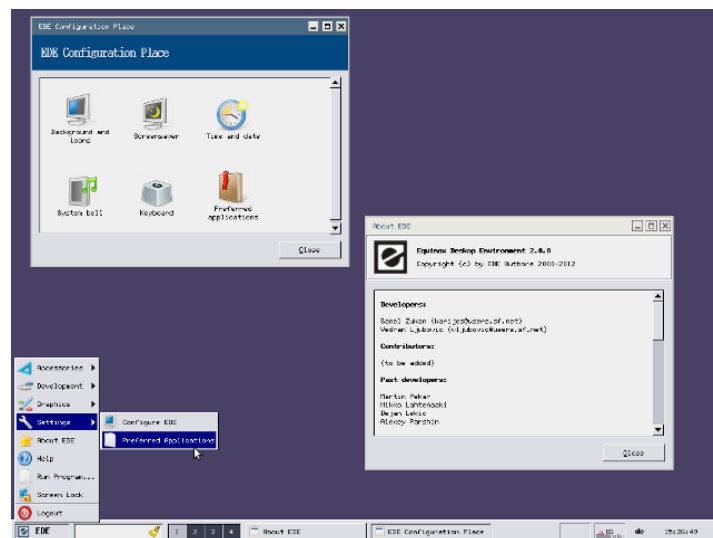 EDE Configuration Place
EDE Configuration Place
Background and
Icons
Screensaver
Time and date
System bell
Keyboard
Preferred
applications
Close
About EDE
Equinox Deskop Environment 2.0.0
Copyright (c) by EDE Authors 2000-2012
Developers:
Sanel Zukan (karijes@users.sf.net)
Vedran Ljubovic (vljubovic@users.sf.net)
Contributors:
(to be added)
Past developers:
Martin Pekar
Mikko Lahtenaaki
Dejan Lekic
Alexey Parshin
Close
Accessories
Development
Graphics
Settings
About EDE
Help
Run Program...
Screen Lock
Logout
Configure EDE
Preferred Applications
EDE
1 2 3 4
About EDE
EDE Configuration Place
de
15:26:49